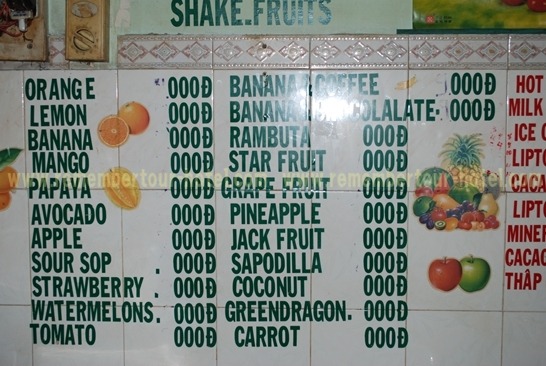 SHAKE.FRUITS
ORANGE 000Đ
LEMON 000Đ
BANANA 000Đ
MANGO 000Đ
PAPAYA 000Đ
AVOCADO 000Đ
APPLE 000Đ
SOUR SOP . 000Đ
STRAWBERRY . 000Đ
WATERMELONS. 000Đ
TOMATO 000Đ
BANANA COFFEE .000Đ
BANANA COLALATE. 000Đ
RAMBUTA 000Đ
STAR FRUIT 000Đ
GRAPE FRUIT 000Đ
PINEAPPLE 000Đ
JACK FRUIT 000Đ
SAPODILLA 000Đ
COCONUT 000Đ
GREENDRAGON. 000Đ
CARROT 000Đ
HOT
MILK
ICE
LIPTO
CACA
LIPTO
MINER
CACAO
THẬP